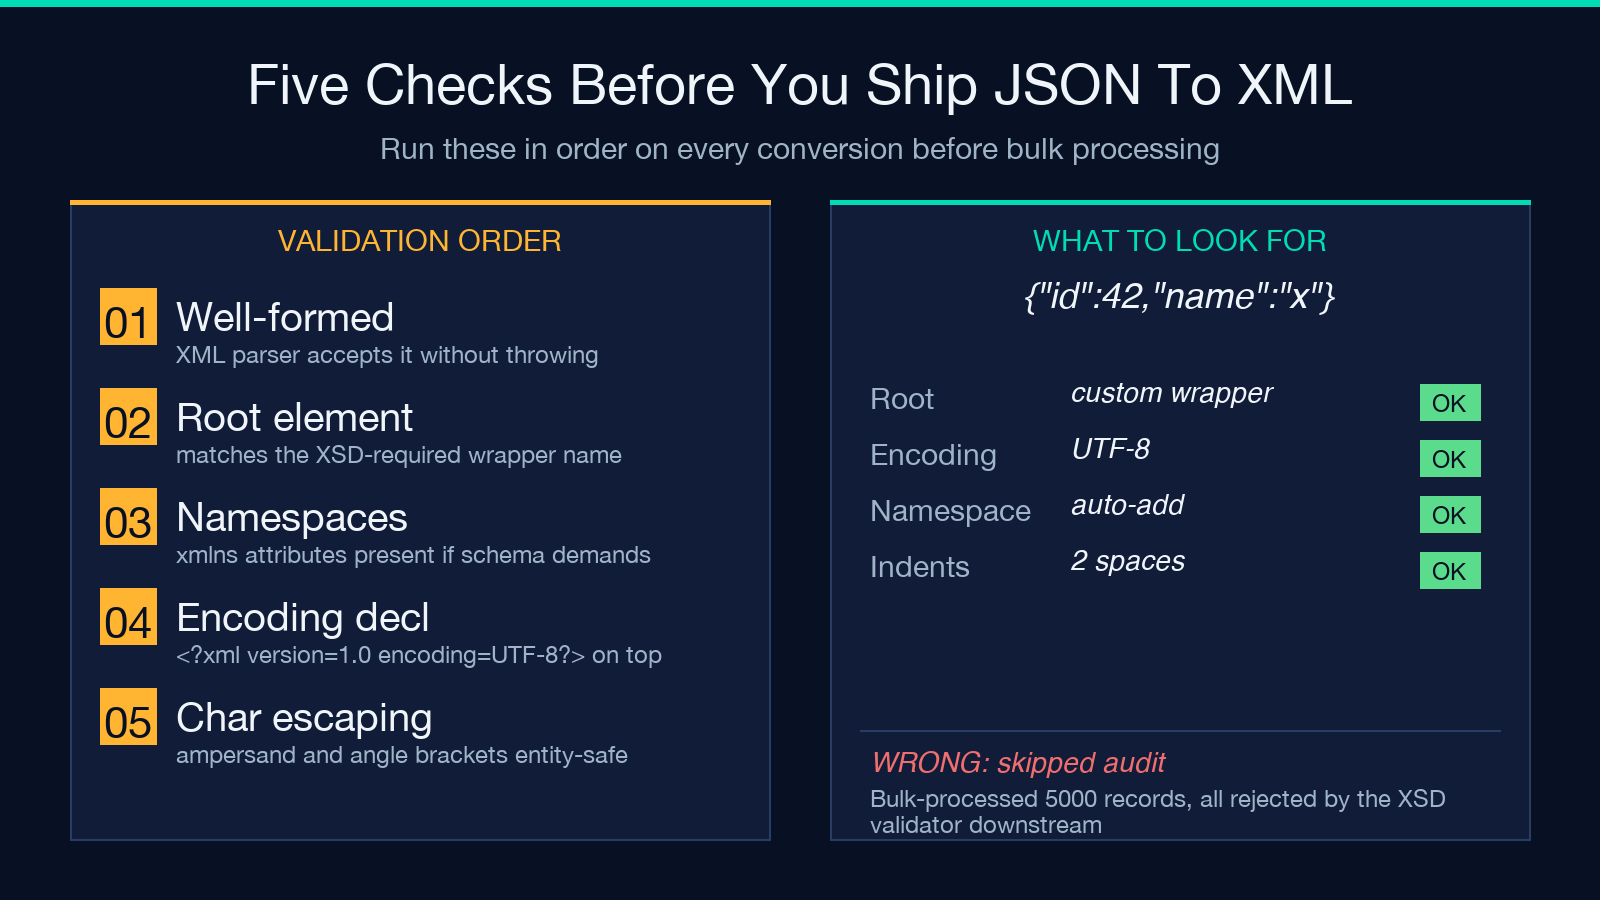 Five Checks Before You Ship JSON To XML
Run these in order on every conversion before bulk processing
VALIDATION ORDER
01 Well-formed
XML parser accepts it without throwing
02 Root element
matches the XSD-required wrapper name
03 Namespaces
xmlns attributes present if schema demands
04 Encoding decl
<?xml version=1.0 encoding=UTF-8?> on top
05 Char escaping
ampersand and angle brackets entity-safe
WHAT TO LOOK FOR
{"id":42,"name":"x"}
Root custom wrapper OK
Encoding UTF-8 OK
Namespace auto-add OK
Indents 2 spaces OK
WRONG: skipped audit
Bulk-processed 5000 records, all rejected by the XSD
validator downstream